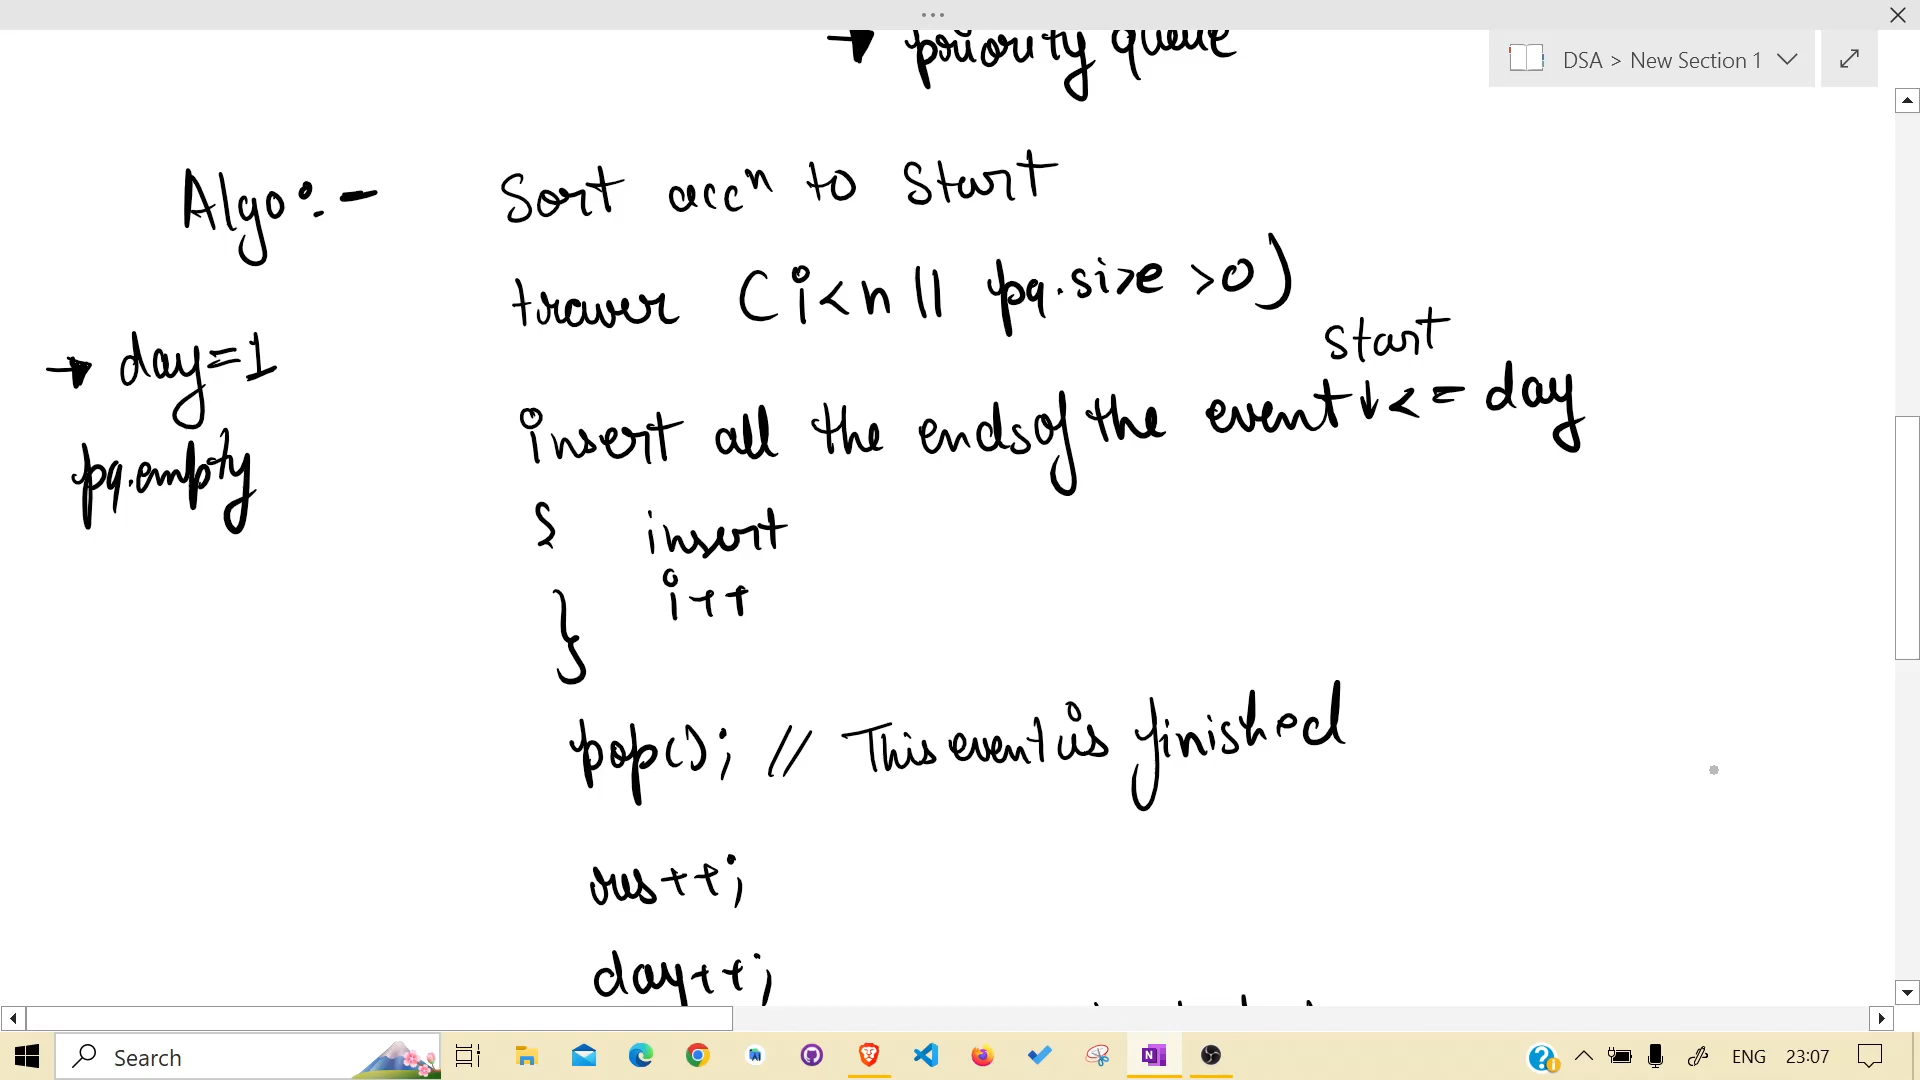 → priority queue
DSA > New Section 1
Algo:- Sort accⁿ to Start
traver (i<n || pq.size >0)
start
→ day=1
insert all the ends of the event ↓ <= day
pq.empty
{ insert
i++
}
pop(); // This event is finished
res++;
day++;
Search
ENG
23:07